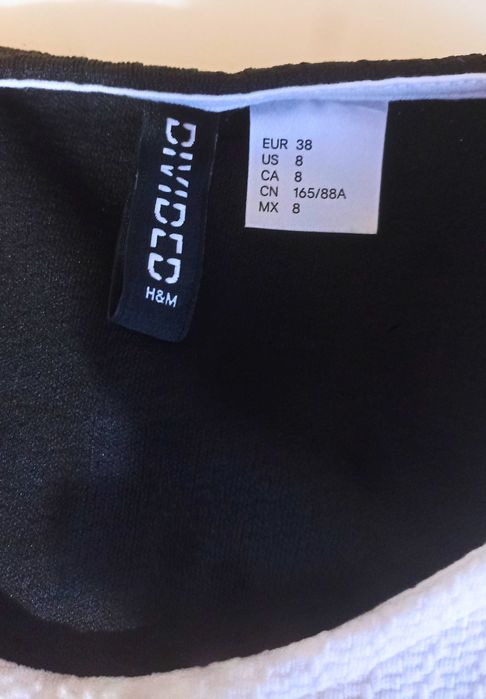 DIVIDED
H&M
EUR 38
US 8
CA 8
CN 165/88A
MX 8